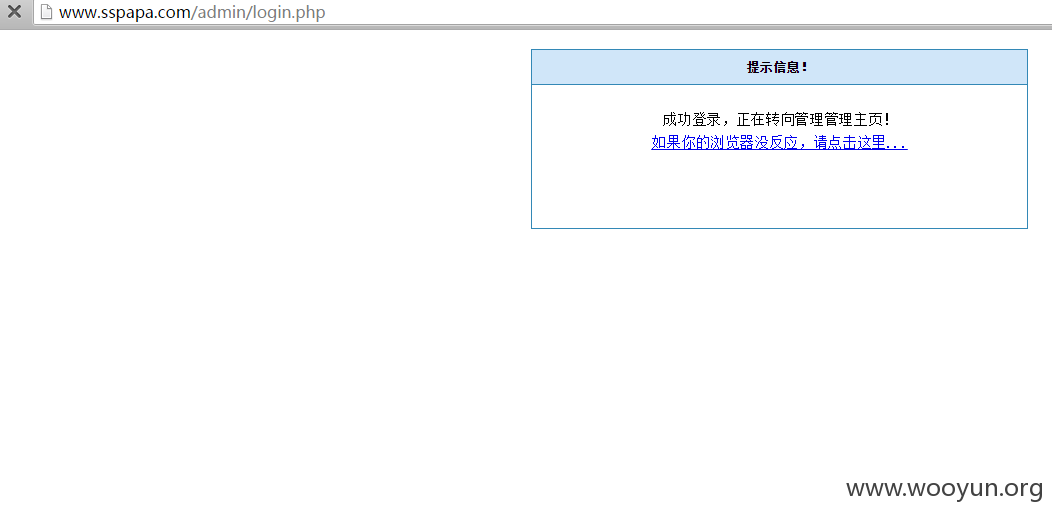 www.sspapa.com/admin/login.php
提示信息!
成功登录，正在转向管理管理主页!
如果你的浏览器没反应，请点击这里...
www.wooyun.org